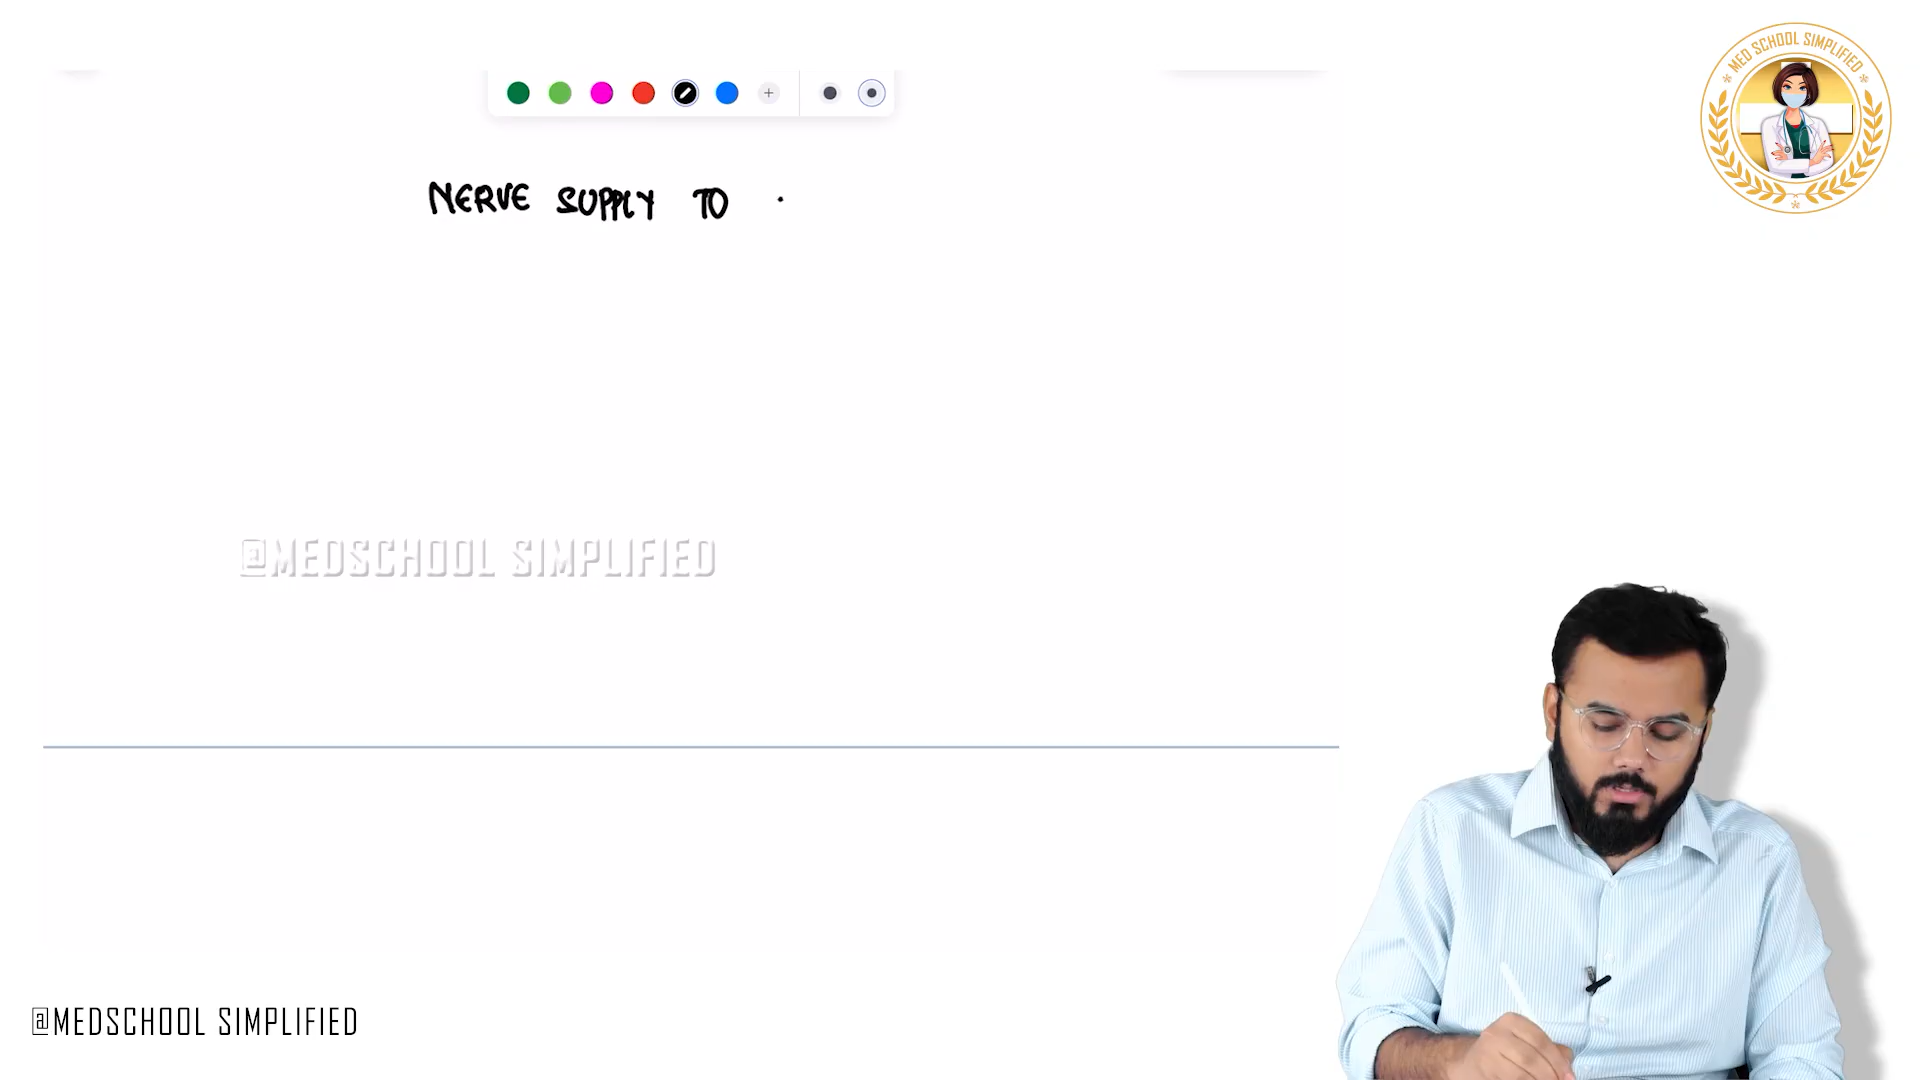 MED SCHOOL SIMPLIFIED
NERVE SUPPLY TO
@MEDSCHOOL SIMPLIFIED
@MEDSCHOOL SIMPLIFIED